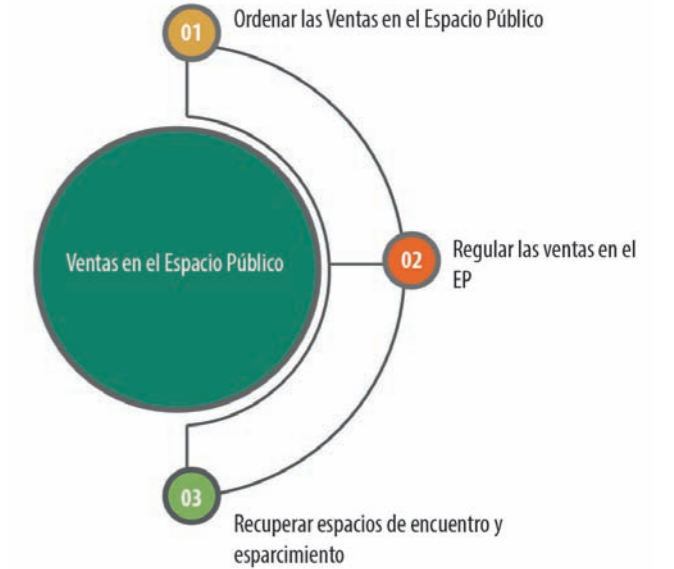 01
Ordenar las Ventas en el Espacio Público
Ventas en el Espacio Público
02
Regular las ventas en el
EP
03
Recuperar espacios de encuentro y
esparcimiento